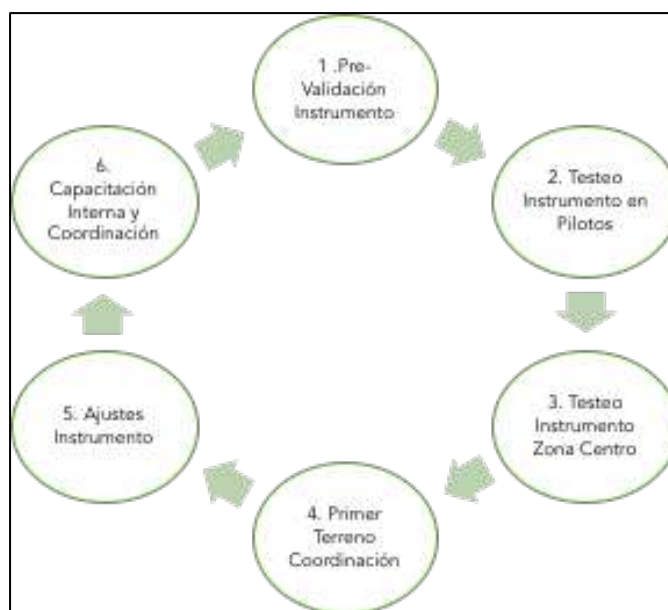 1 .Pre-
Validación
Instrumento
2. Testeo
Instrumento en
Pilotos
3. Testeo
Instrumento
Zona Centro
4. Primer
Terreno
Coordinación
5. Ajustes
Instrumento
6.
Capacitación
Interna y
Coordinación